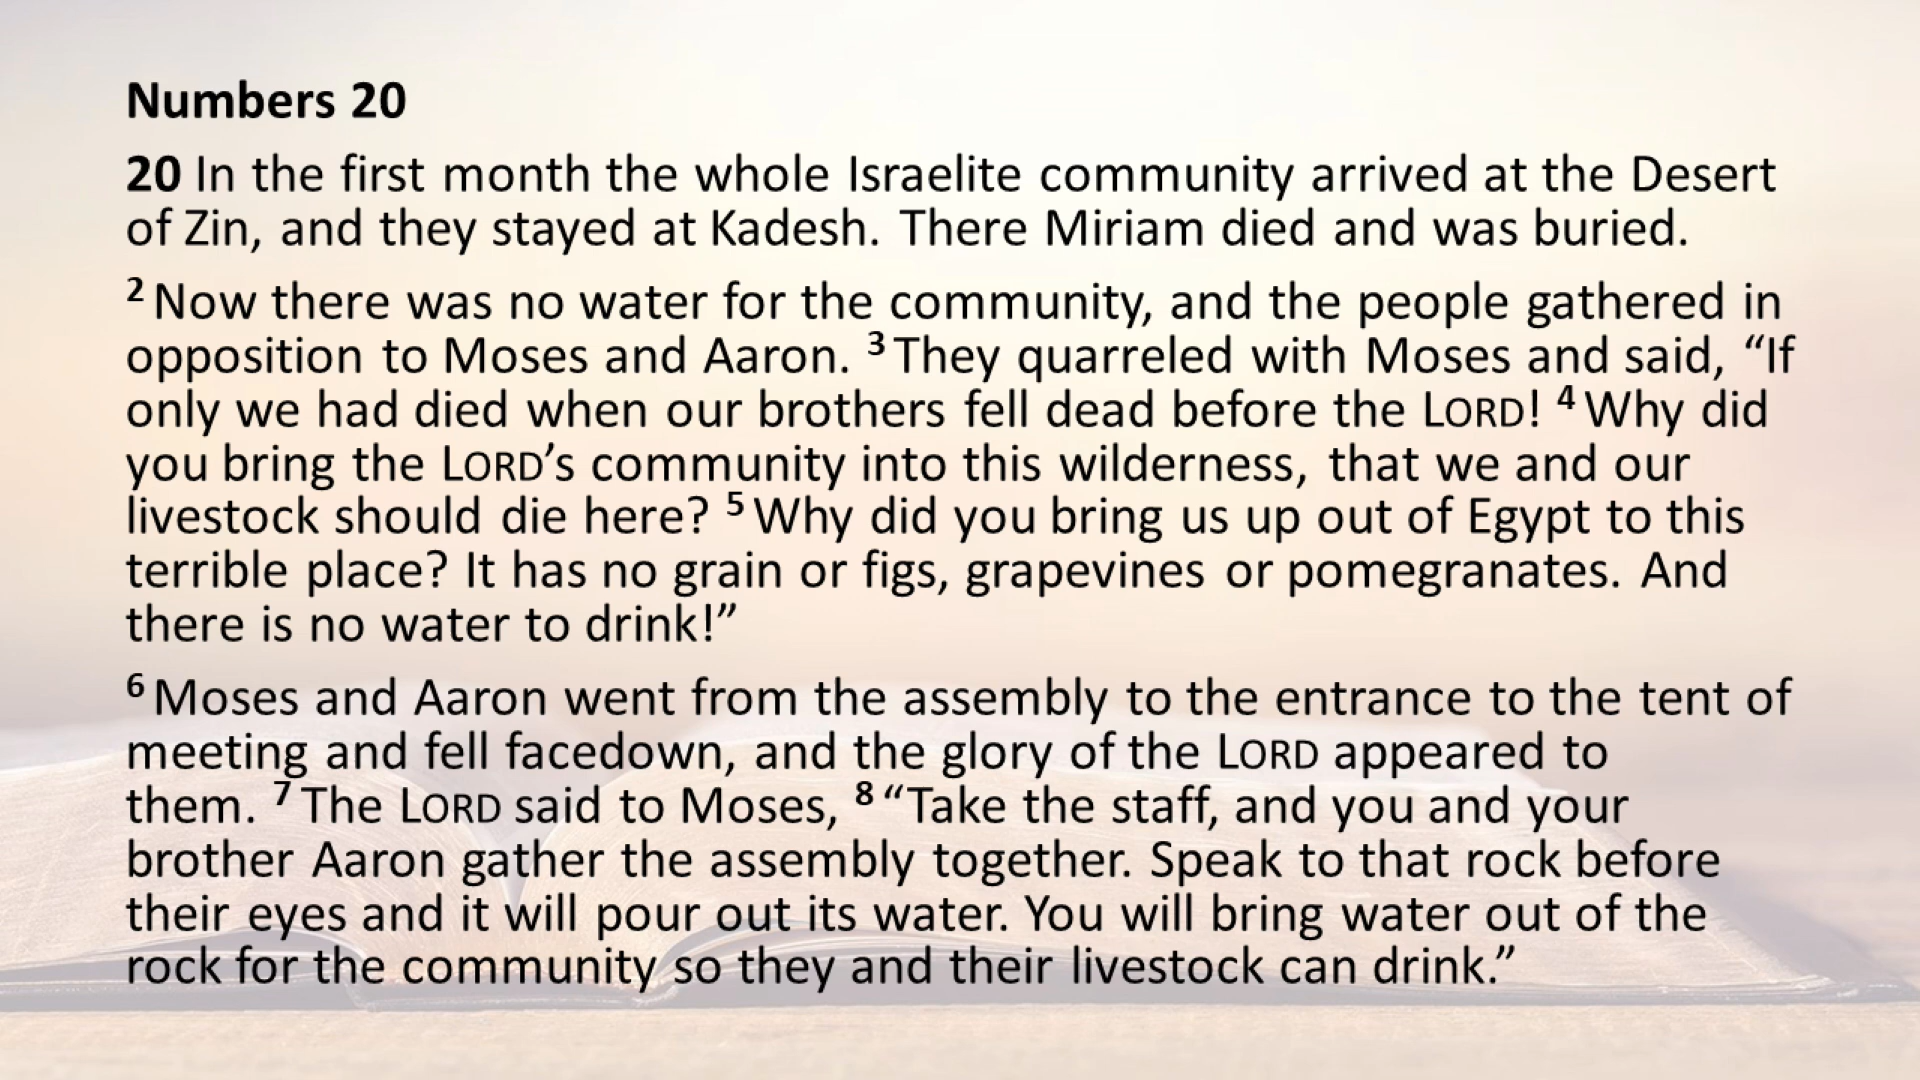 Numbers 20
20 In the first month the whole Israelite community arrived at the Desert
of Zin, and they stayed at Kadesh. There Miriam died and was buried.
2 Now there was no water for the community, and the people gathered in
opposition to Moses and Aaron. 3 They quarreled with Moses and said, “If
only we had died when our brothers fell dead before the LORD! 4 Why did
you bring the LORD’s community into this wilderness, that we and our
livestock should die here? 5 Why did you bring us up out of Egypt to this
terrible place? It has no grain or figs, grapevines or pomegranates. And
there is no water to drink!”
6 Moses and Aaron went from the assembly to the entrance to the tent of
meeting and fell facedown, and the glory of the LORD appeared to
them. 7 The LORD said to Moses, 8 “Take the staff, and you and your
brother Aaron gather the assembly together. Speak to that rock before
their eyes and it will pour out its water. You will bring water out of the
rock for the community so they and their livestock can drink.”